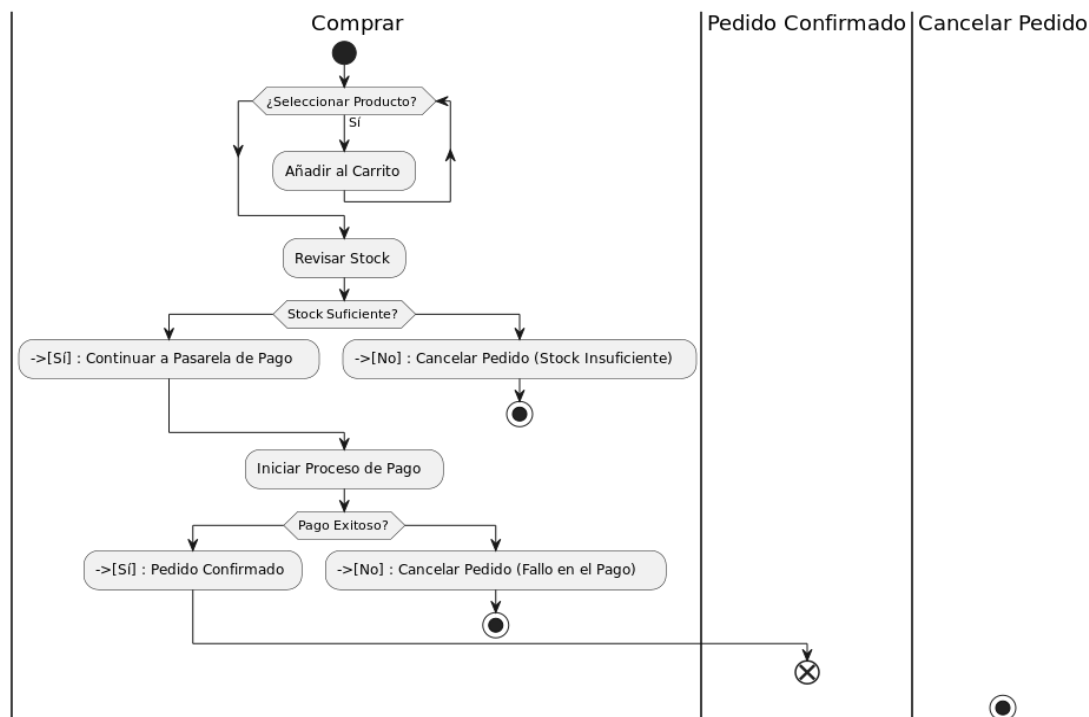 Comprar
Pedido Confirmado
Cancelar Pedido
¿Seleccionar Producto?
Sí
Añadir al Carrito
Revisar Stock
Stock Suficiente?
->[Sí] : Continuar a Pasarela de Pago
->[No] : Cancelar Pedido (Stock Insuficiente)
Iniciar Proceso de Pago
Pago Exitoso?
->[Sí] : Pedido Confirmado
->[No] : Cancelar Pedido (Fallo en el Pago)